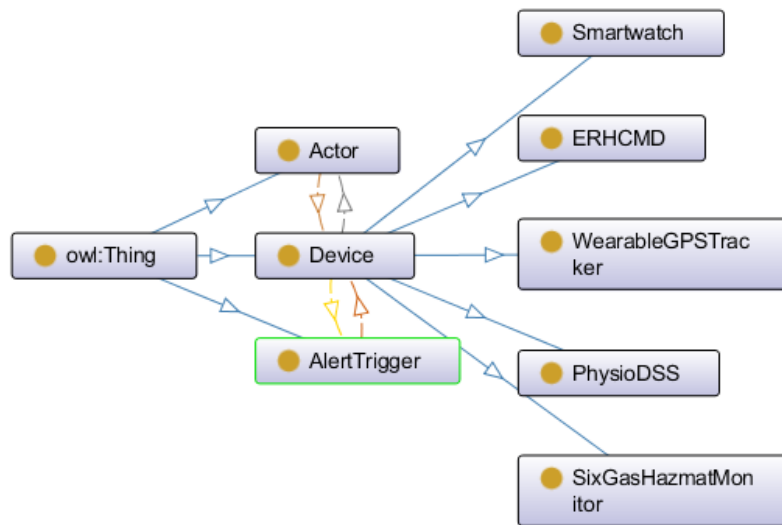 Smartwatch
Actor
ERHCMD
owl:Thing
Device
WearableGPSTrac
ker
AlertTrigger
PhysioDSS
SixGasHazmatMon
itor